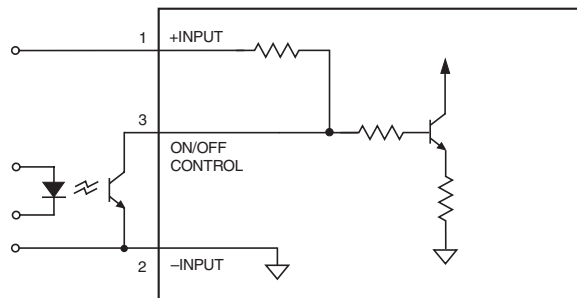 1 +INPUT
3
ON/OFF
CONTROL
2 –INPUT